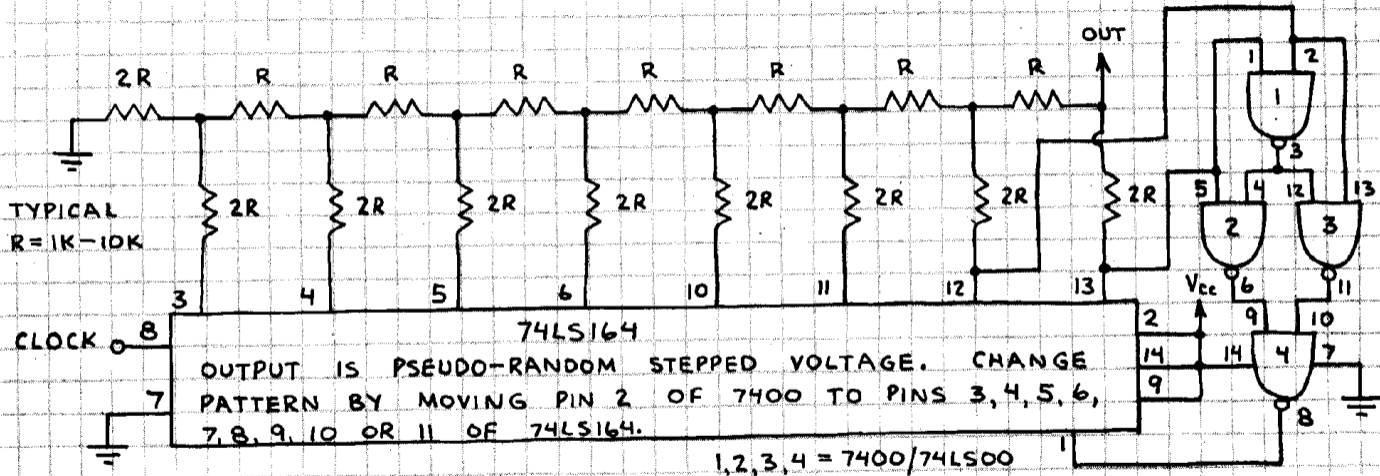 OUT
2R R R R R R R R
1 2
1
3
TYPICAL
R=1K-10K
2R 2R 2R 2R 2R 2R 2R 2R
5 4 12 13
2 3
6 11
Vcc
3 4 5 6 10 11 12 13
9 10
CLOCK 8
74LS164
2
14 14 4 7
9
8
7
OUTPUT IS PSEUDO-RANDOM STEPPED VOLTAGE. CHANGE
PATTERN BY MOVING PIN 2 OF 7400 TO PINS 3, 4, 5, 6,
7, 8, 9, 10 OR 11 OF 74LS164.
1
1, 2, 3, 4 = 7400/74LS00